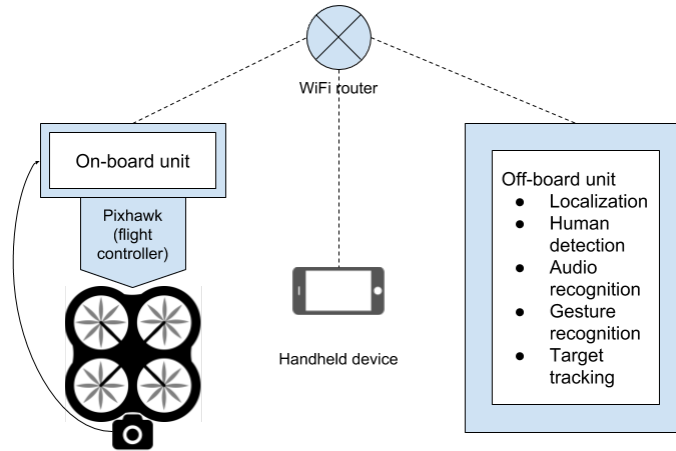 WiFi router
On-board unit
Pixhawk
(flight
controller)
Handheld device
Off-board unit
● Localization
● Human
detection
● Audio
recognition
● Gesture
recognition
● Target
tracking